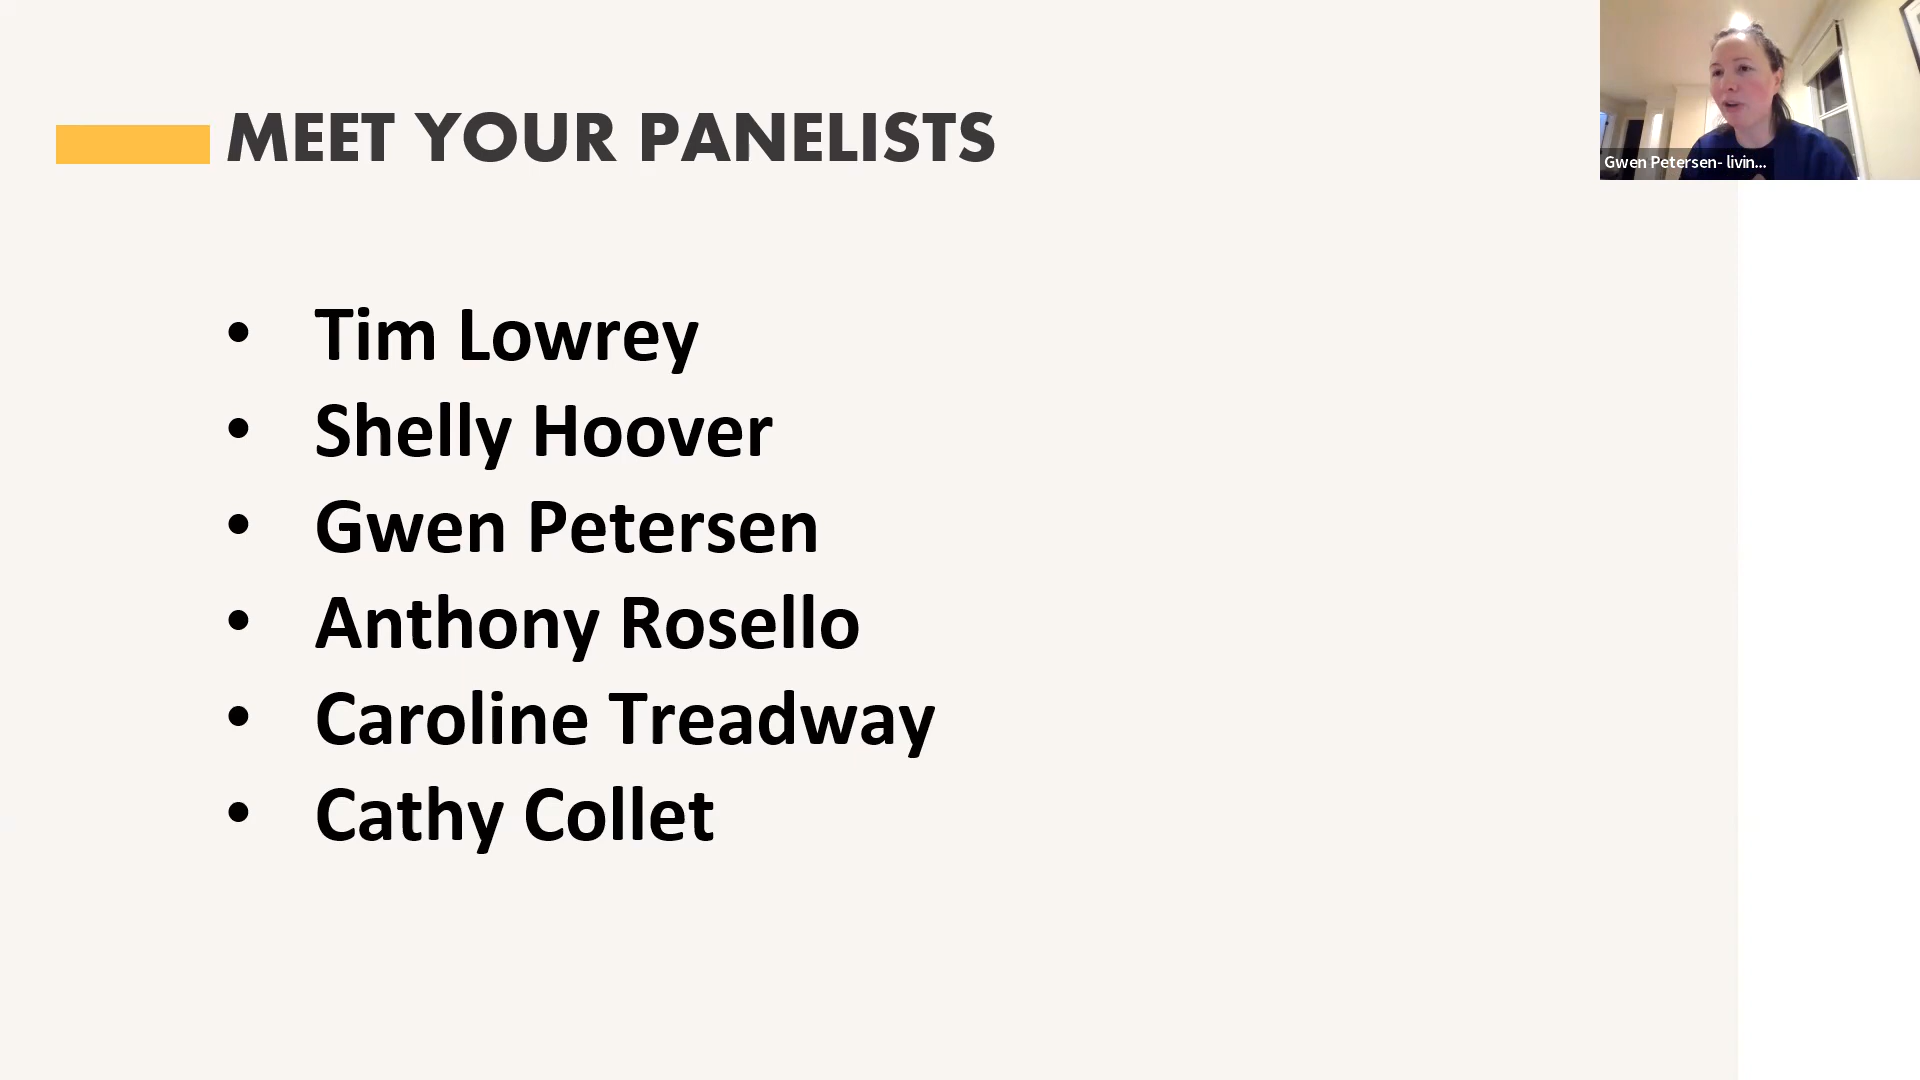 MEET YOUR PANELISTS
Gwen Petersen- livin...
• Tim Lowrey
• Shelly Hoover
• Gwen Petersen
• Anthony Rosello
• Caroline Treadway
• Cathy Collet